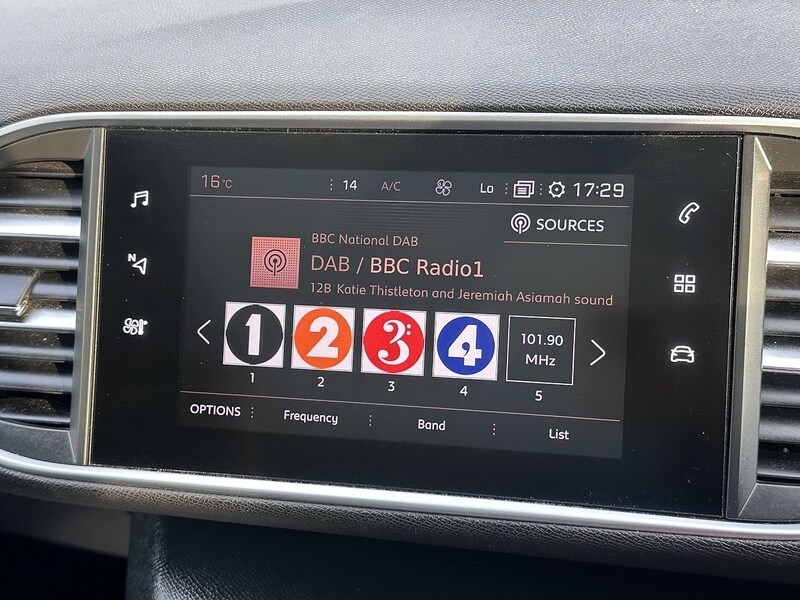 16°C 14 A/C Lo 17:29
SOURCES
BBC National DAB
DAB / BBC Radio1
12B Katie Thistleton and Jeremiah Asiamah sound
N
1 2 3: 4 101.90
MHz
1 2 3 4 5
OPTIONS Frequency Band List